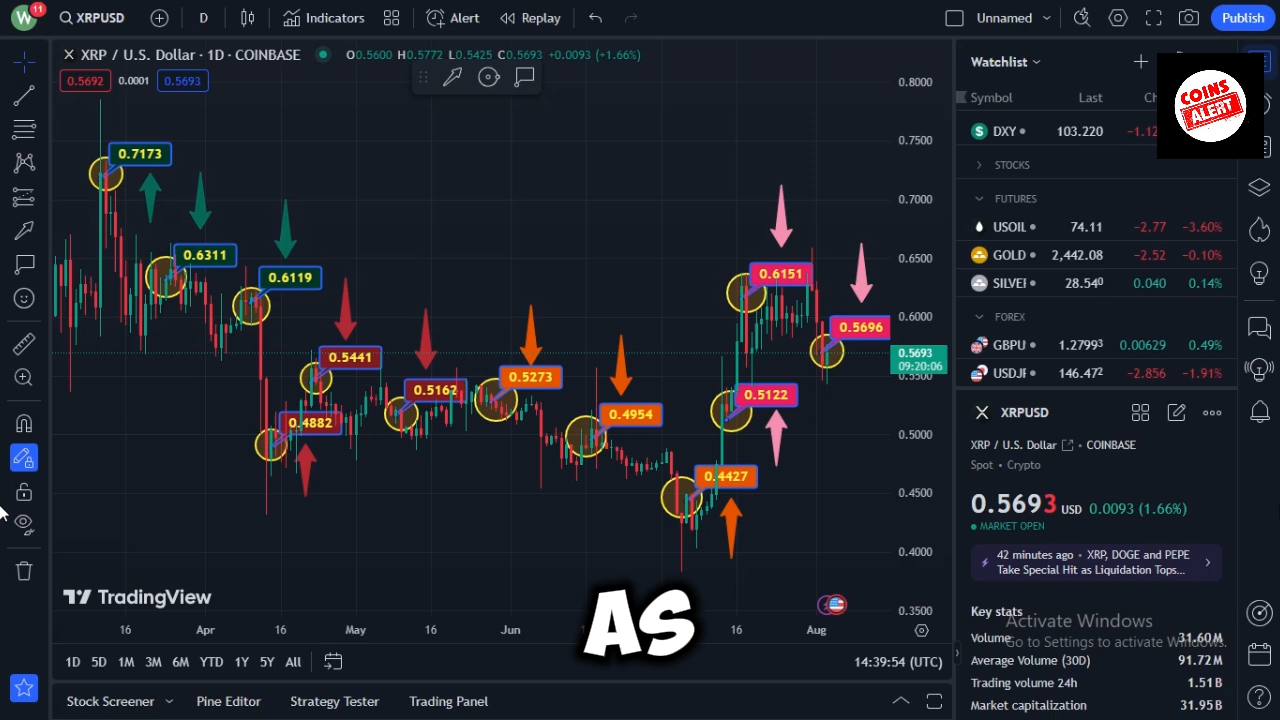 W 11 XRPUSD D Indicators Alert Replay Unnamed Publish
XRP / U.S. Dollar · 1D · COINBASE O0.5600 H0.5772 L0.5425 C0.5693 +0.0093 (+1.66%)
0.5692 0.0001 0.5693
0.7173
0.6311
0.6119
0.5441
0.4882
0.5162
0.5273
0.4954
0.4427
0.5122
0.6151
0.5696
0.8000
0.7500
0.7000
0.6500
0.6000
0.5693
09:20:06
0.5000
0.4500
0.4000
0.3500
TradingView
AS
16 Apr 16 May 16 Jun 16 Aug
1D 5D 1M 3M 6M YTD 1Y 5Y All 14:39:54 (UTC)
Stock Screener Pine Editor Strategy Tester Trading Panel
Watchlist
COINS
ALERT
Symbol Last
DXY 103.220 −1.12
STOCKS
FUTURES
USOIL 74.11 −2.77 −3.60%
GOLD 2,442.08 −2.52 −0.10%
SILVEI 28.540 0.040 0.14%
FOREX
GBPU 1.27993 0.00629 0.49%
USDJI 146.472 −2.856 −1.91%
XRPUSD
XRP / U.S. Dollar · COINBASE
Spot · Crypto
0.5693 USD 0.0093 (1.66%)
MARKET OPEN
42 minutes ago · XRP, DOGE and PEPE
Take Special Hit as Liquidation Tops...
Key stats
Activate Windows
Go to Settings to activate Windows.
Volume 31.60M
Average Volume (30D) 91.72M
Trading volume 24h 1.51B
Market capitalization 31.95B